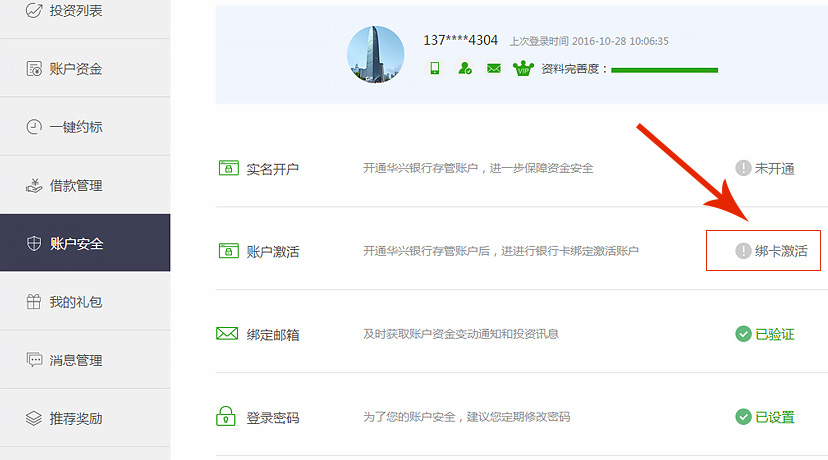 投资列表
账户资金
一键约标
借款管理
账户安全
我的礼包
消息管理
推荐奖励
137****4304 上次登录时间 2016-10-28 10:06:35
VIP 资料完善度：
实名开户 开通华兴银行存管账户，进一步保障资金安全 未开通
账户激活 开通华兴银行存管账户后，进进行银行卡绑定激活账户 绑卡激活
绑定邮箱 及时获取账户资金变动通知和投资讯息 已验证
登录密码 为了您的账户安全，建议您定期修改密码 已设置